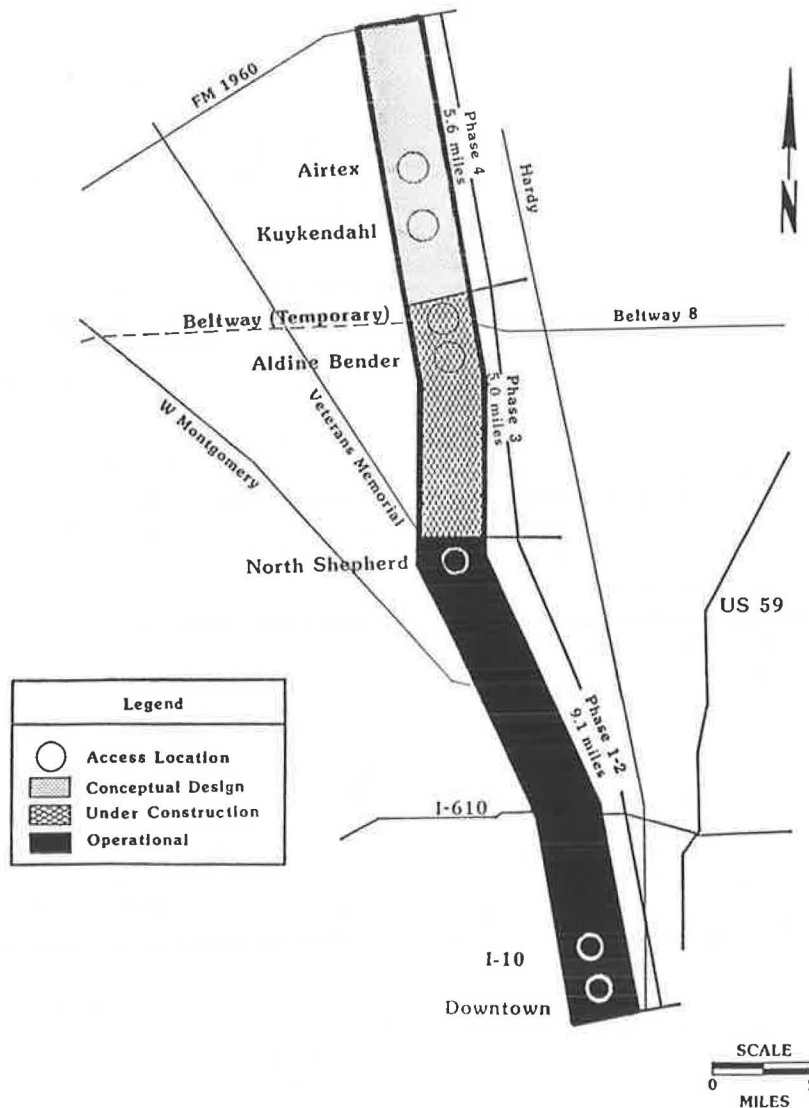 FM 1960
Phase 4
5.6 miles
Airtex
Hardy
N
Kuykendahl
Beltway (Temporary)
Beltway 8
Aldine Bender
Phase 3
5.0 miles
Veterans Memorial
W Montgomery
North Shepherd
US 59
Legend
Access Location
Conceptual Design
Under Construction
Operational
Phase 1-2
9.1 miles
I-610
I-10
Downtown
SCALE
0
MILES